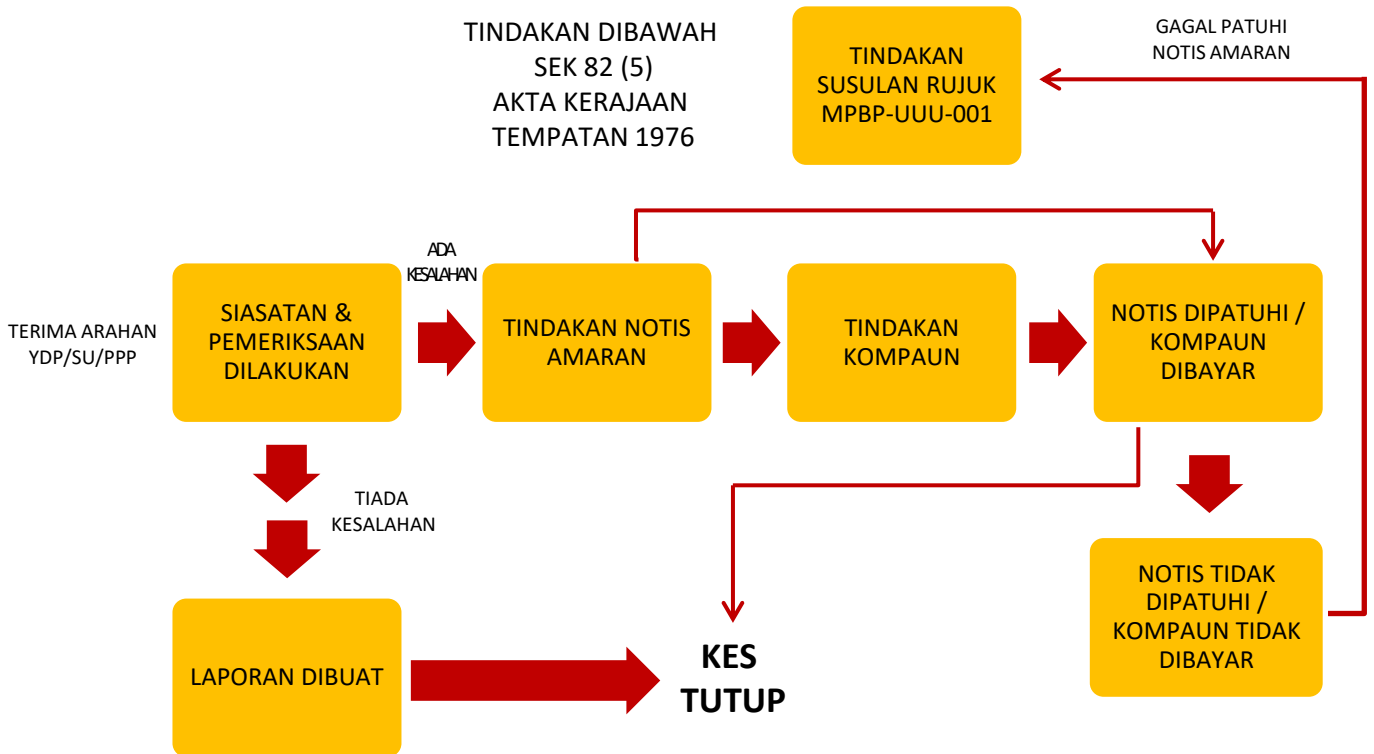 TINDAKAN DIBAWAH
SEK 82 (5)
AKTA KERAJAAN
TEMPATAN 1976
TINDAKAN
SUSULAN RUJUK
MPBP-UUU-001
GAGAL PATUHI
NOTIS AMARAN
TERIMA ARAHAN
YDP/SU/PPP
SIASATAN &
PEMERIKSAAN
DILAKUKAN
ADA
KESALAHAN
TINDAKAN NOTIS
AMARAN
TINDAKAN
KOMPAUN
NOTIS DIPATUHI /
KOMPAUN
DIBAYAR
TIADA
KESALAHAN
LAPORAN DIBUAT
KES
TUTUP
NOTIS TIDAK
DIPATUHI /
KOMPAUN TIDAK
DIBAYAR